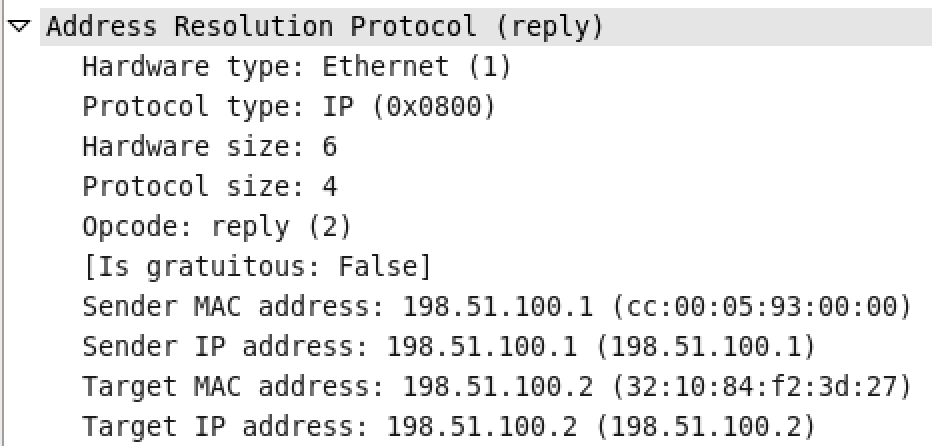 Address Resolution Protocol (reply)
Hardware type: Ethernet (1)
Protocol type: IP (0x0800)
Hardware size: 6
Protocol size: 4
Opcode: reply (2)
[Is gratuitous: False]
Sender MAC address: 198.51.100.1 (cc:00:05:93:00:00)
Sender IP address: 198.51.100.1 (198.51.100.1)
Target MAC address: 198.51.100.2 (32:10:84:f2:3d:27)
Target IP address: 198.51.100.2 (198.51.100.2)